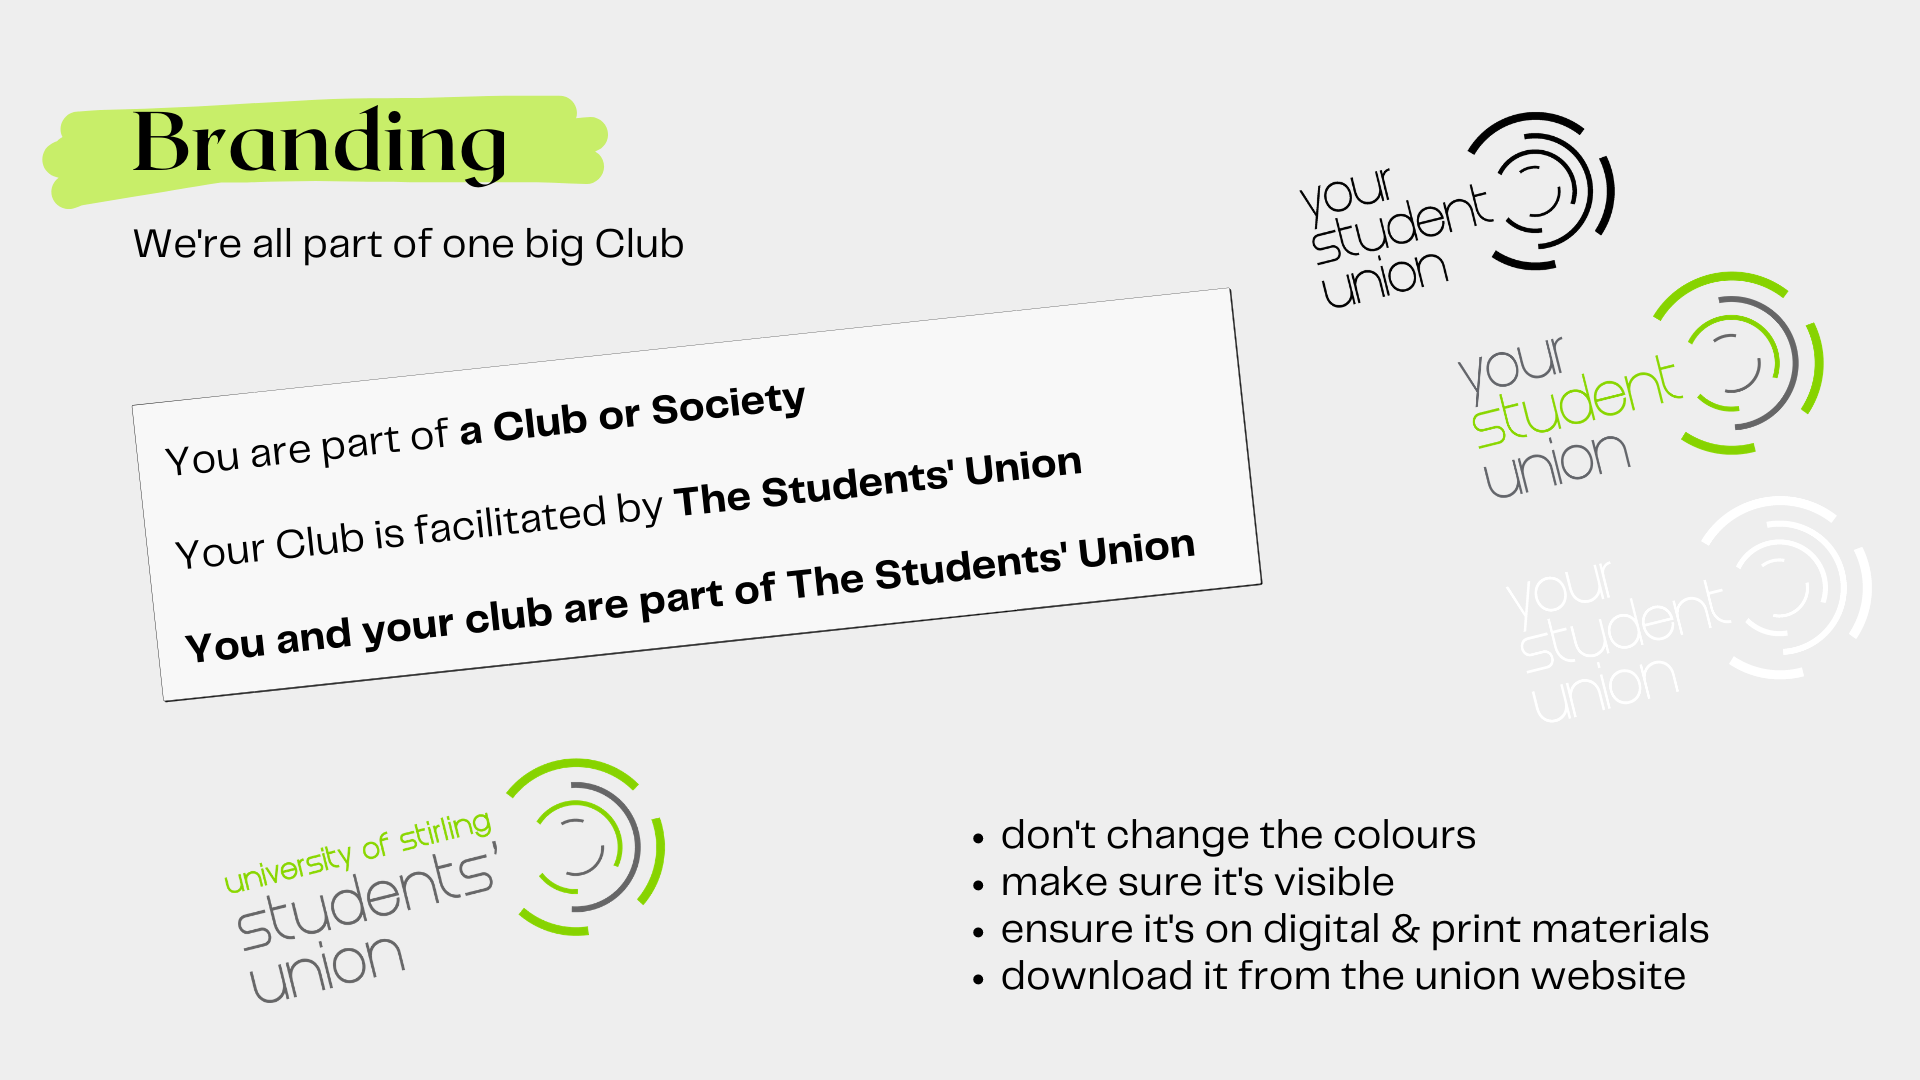 Branding
We're all part of one big Club
You are part of a Club or Society
Your Club is facilitated by The Students' Union
You and your club are part of The Students' Union
your
student
union
your
student
union
your
student
union
university of stirling
students'
union
• don't change the colours
• make sure it's visible
• ensure it's on digital & print materials
• download it from the union website